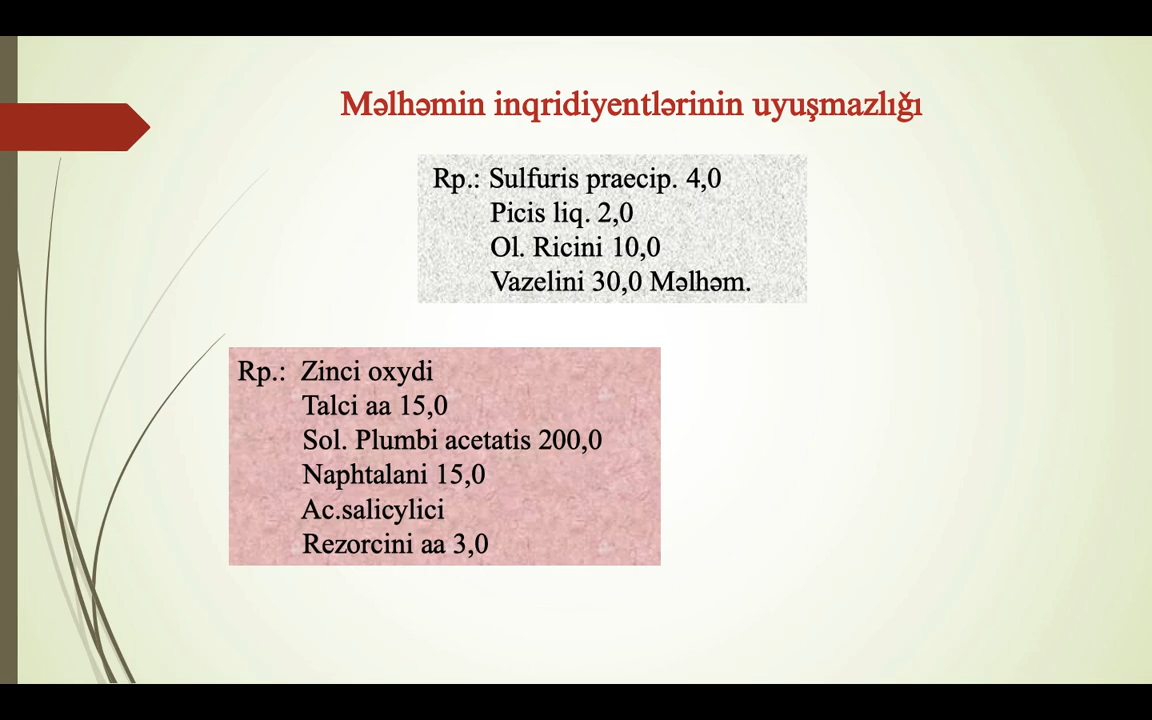 Məlhəmin inqridiyentlərinin uyuşmazlığı
Rp.: Sulfuris praecip. 4,0
Picis liq. 2,0
Ol. Ricini 10,0
Vazelini 30,0 Məlhəm.
Rp.: Zinci oxydi
Talci aa 15,0
Sol. Plumbi acetatis 200,0
Naphtalani 15,0
Ac.salicylici
Rezorcini aa 3,0